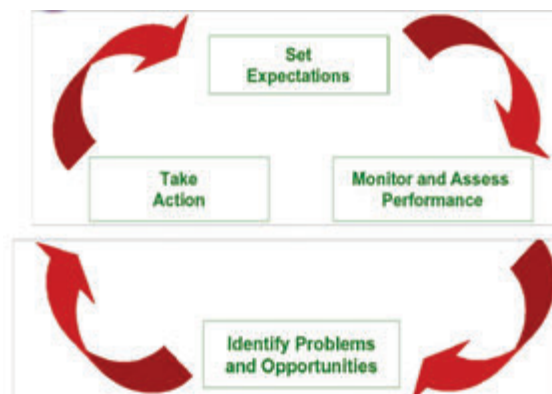 Set
Expectations
Take
Action
Monitor and Assess
Performance
Identify Problems
and Opportunities